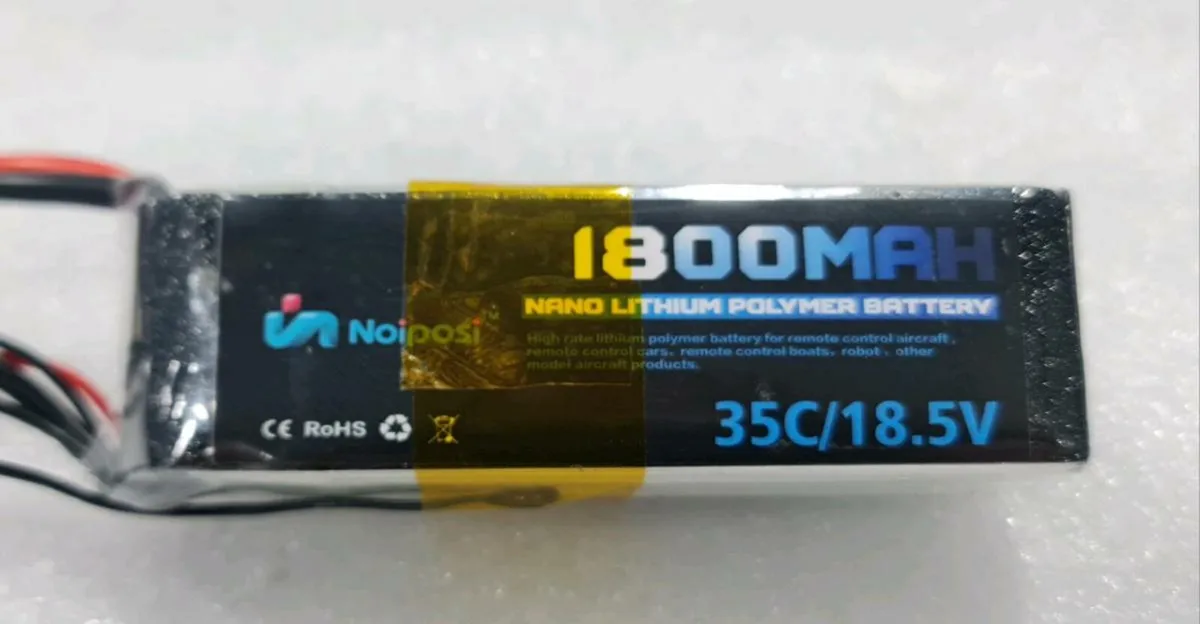 1800MAH
NANO LITHIUM POLYMER BATTERY
High rate lithium polymer battery for remote control aircraft,
remote control cars, remote control boats, robot, other
model aircraft products.
Noiposi
CE RoHS
35C/18.5V